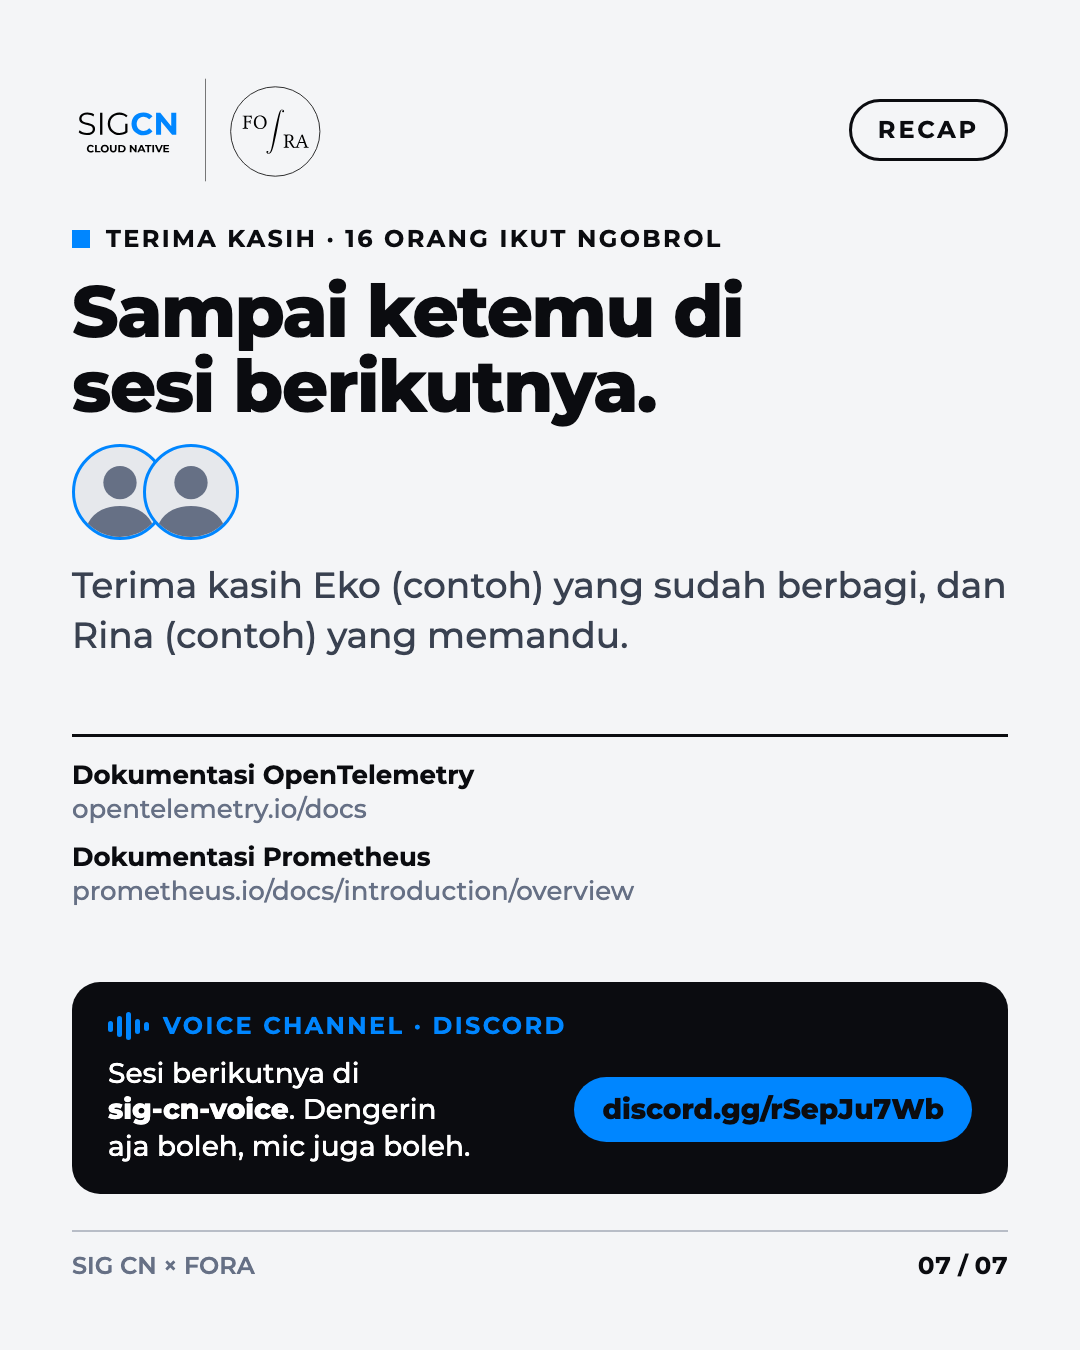 SIGCN
CLOUD NATIVE
FO RA
RECAP
TERIMA KASIH · 16 ORANG IKUT NGOBROL
Sampai ketemu di
sesi berikutnya.
Terima kasih Eko (contoh) yang sudah berbagi, dan
Rina (contoh) yang memandu.
Dokumentasi OpenTelemetry
opentelemetry.io/docs
Dokumentasi Prometheus
prometheus.io/docs/introduction/overview
VOICE CHANNEL · DISCORD
Sesi berikutnya di
sig-cn-voice. Dengerin
aja boleh, mic juga boleh.
discord.gg/rSepJu7Wb
SIG CN × FORA
07 / 07